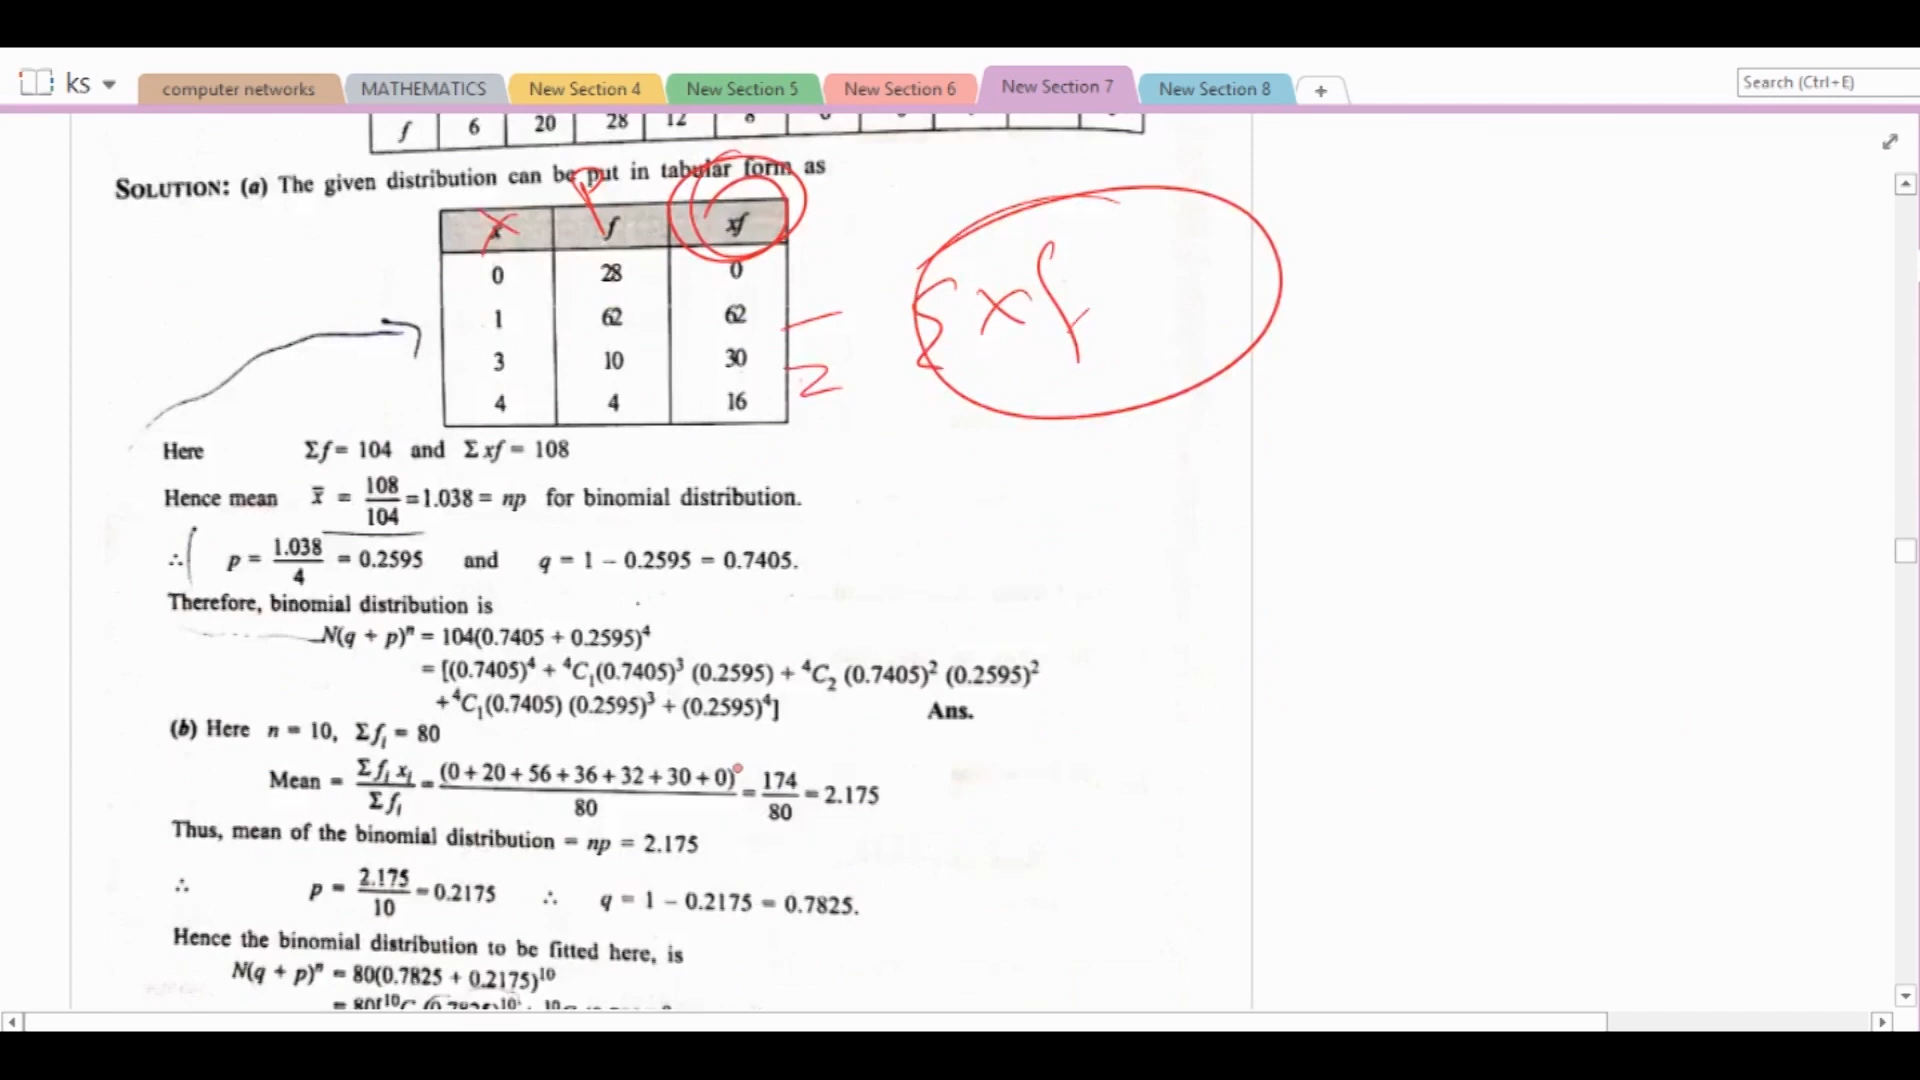 ks computer networks MATHEMATICS New Section 4 New Section 5 New Section 6 New Section 7 New Section 8 + Search (Ctrl+E)
f 6 20 28 12 8
SOLUTION: (a) The given distribution can be put in tabular form as
P
x f xf
0 28 0
1 62 62
3 10 30
4 4 16
= Σxf
2
Here Σf = 104 and Σxf = 108
Hence mean x̄ = 108/104 = 1.038 = np for binomial distribution.
∴ p = 1.038/4 = 0.2595 and q = 1 – 0.2595 = 0.7405.
Therefore, binomial distribution is
N(q + p)ⁿ = 104(0.7405 + 0.2595)⁴
= [(0.7405)⁴ + ⁴C₁(0.7405)³ (0.2595) + ⁴C₂ (0.7405)² (0.2595)²
+ ⁴C₁(0.7405) (0.2595)³ + (0.2595)⁴] Ans.
(b) Here n = 10, Σfᵢ = 80
Mean = Σfᵢxᵢ/Σfᵢ = (0 + 20 + 56 + 36 + 32 + 30 + 0)/80 = 174/80 = 2.175
Thus, mean of the binomial distribution = np = 2.175
∴ p = 2.175/10 = 0.2175 ∴ q = 1 – 0.2175 = 0.7825.
Hence the binomial distribution to be fitted here, is
N(q + p)ⁿ = 80(0.7825 + 0.2175)¹⁰